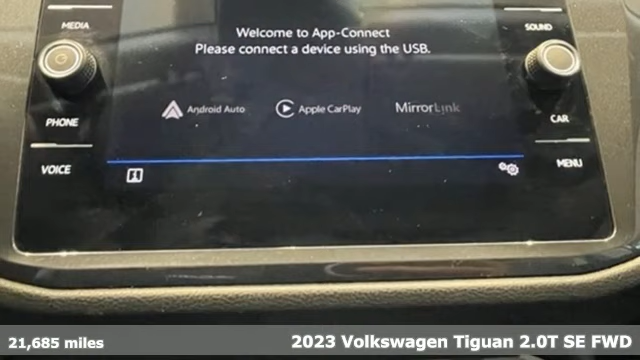 MEDIA
SOUND
Welcome to App-Connect
Please connect a device using the USB.
Android Auto
Apple CarPlay
MirrorLink
PHONE
CAR
VOICE
MENU
21,685 miles
2023 Volkswagen Tiguan 2.0T SE FWD